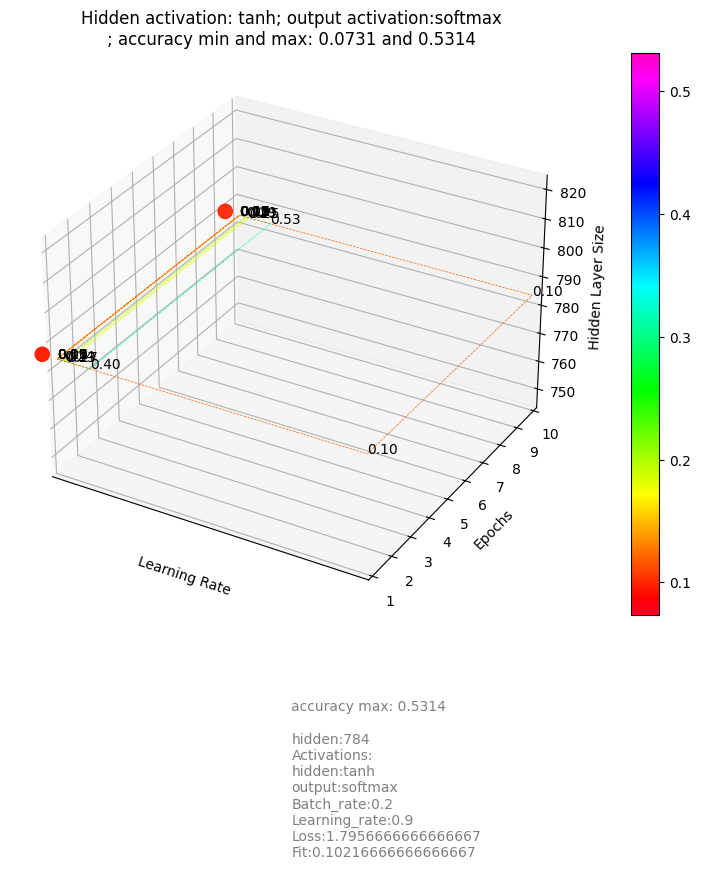 Hidden activation: tanh; output activation:softmax
; accuracy min and max: 0.0731 and 0.5314
0.53
0.10
0.40
0.10
820
810
800
790
780
770
760
750
Hidden Layer Size
10
9
8
7
6
5
4
3
2
1
Epochs
Learning Rate
0.5
0.4
0.3
0.2
0.1
accuracy max: 0.5314
hidden:784
Activations:
hidden:tanh
output:softmax
Batch_rate:0.2
Learning_rate:0.9
Loss:1.7956666666666667
Fit:0.10216666666666667